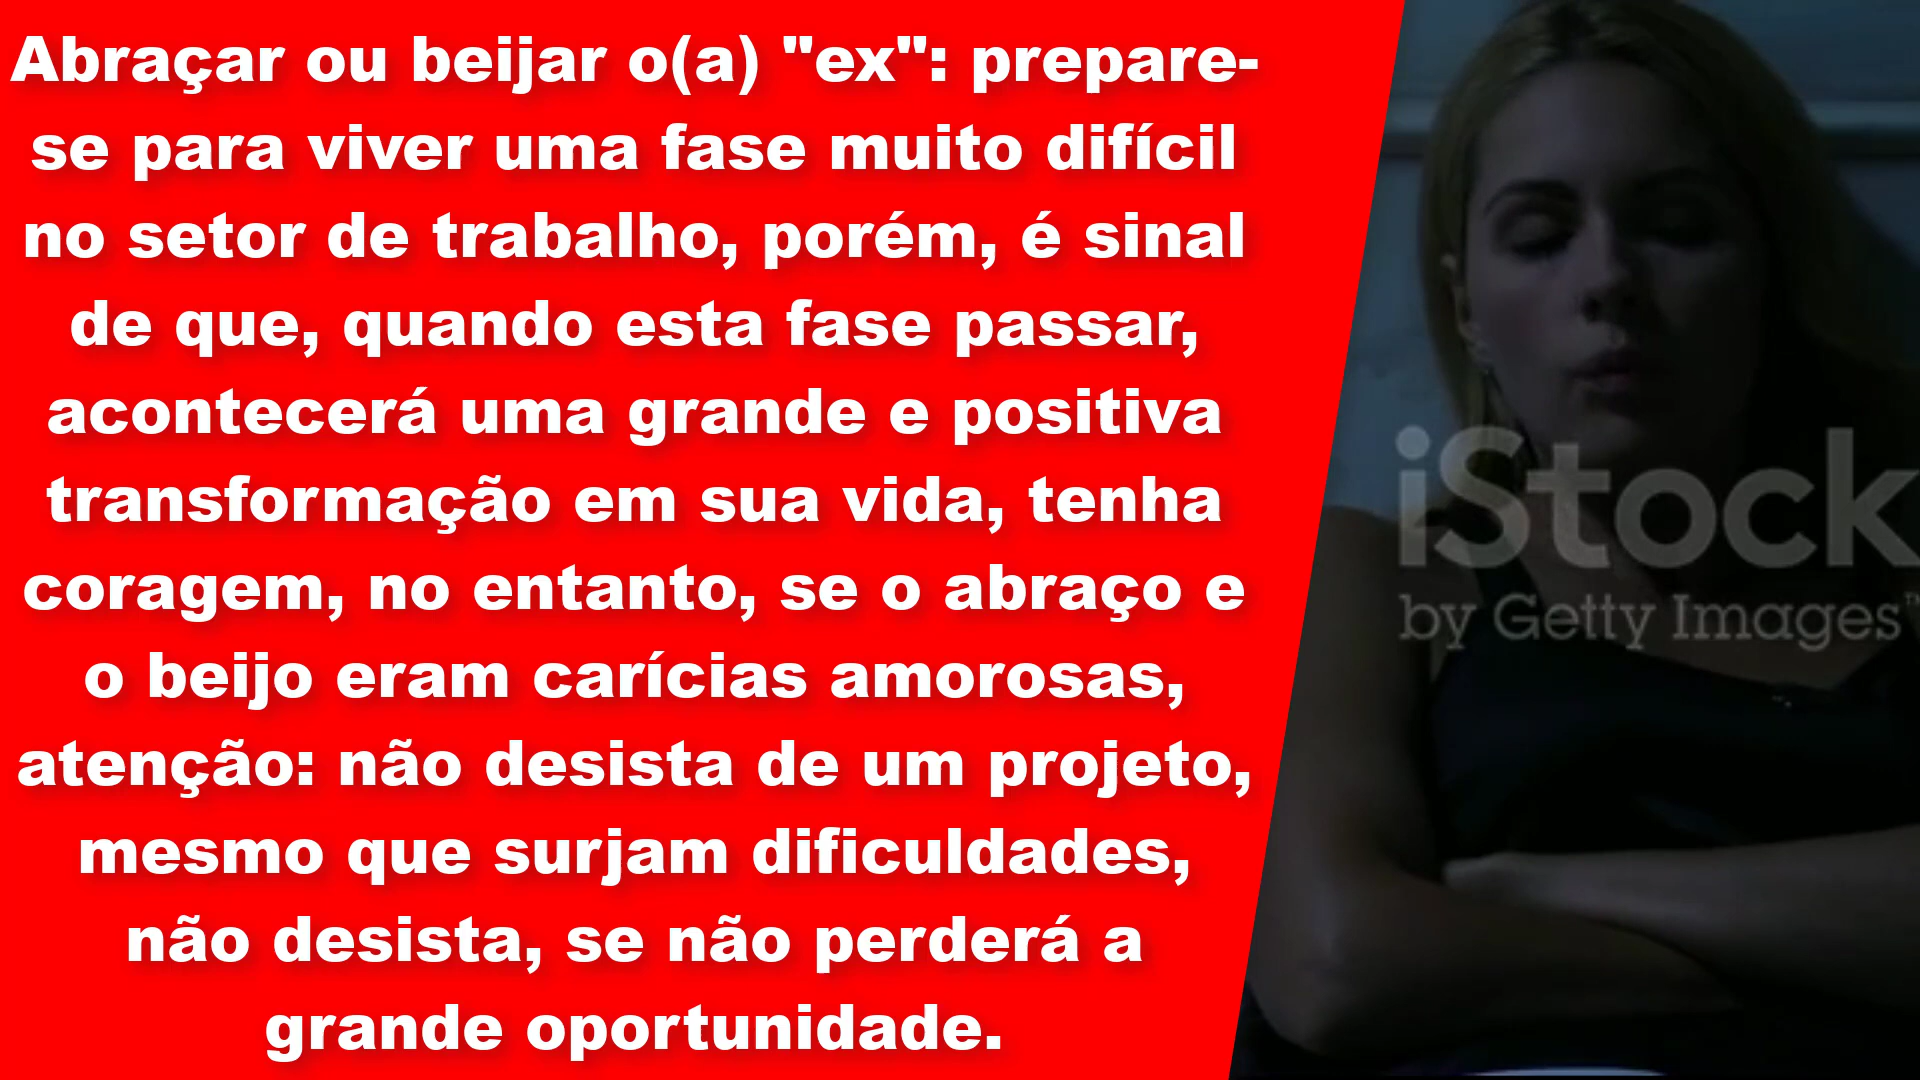 Abraçar ou beijar o(a) "ex": prepare-
se para viver uma fase muito difícil
no setor de trabalho, porém, é sinal
de que, quando esta fase passar,
acontecerá uma grande e positiva
transformação em sua vida, tenha
coragem, no entanto, se o abraço e
o beijo eram carícias amorosas,
atenção: não desista de um projeto,
mesmo que surjam dificuldades,
não desista, se não perderá a
grande oportunidade.
iStock
by Getty Images™